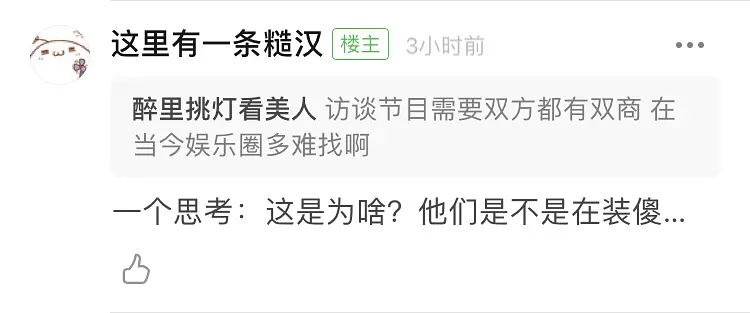 这里有一条糙汉 楼主 3小时前
醉里挑灯看美人 访谈节目需要双方都有双商 在
当今娱乐圈多难找啊
一个思考：这是为啥？他们是不是在装傻...